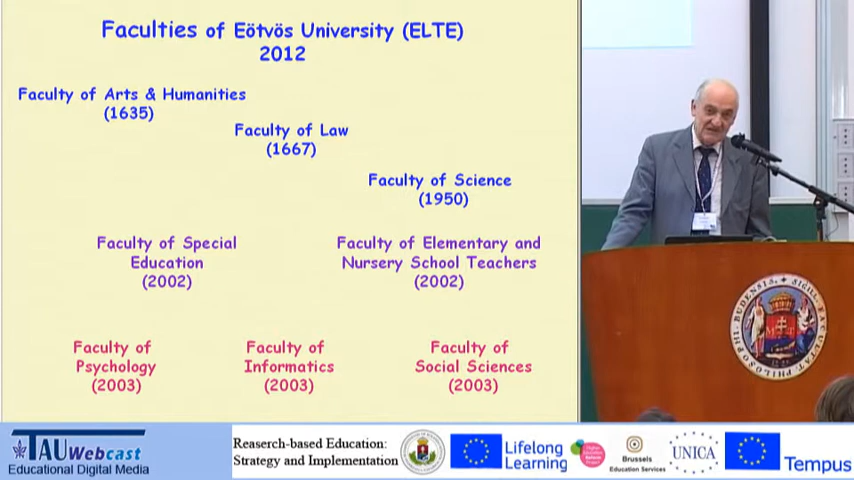 Faculties of Eötvös University (ELTE)
2012
Faculty of Arts & Humanities
(1635)
Faculty of Law
(1667)
Faculty of Science
(1950)
Faculty of Special
Education
(2002)
Faculty of Elementary and
Nursery School Teachers
(2002)
Faculty of
Psychology
(2003)
Faculty of
Informatics
(2003)
Faculty of
Social Sciences
(2003)
TAU Webcast
Educational Digital Media
Reaserch-based Education:
Strategy and Implementation
Lifelong
Learning
Brussels
Education Services
UNICA
Tempus